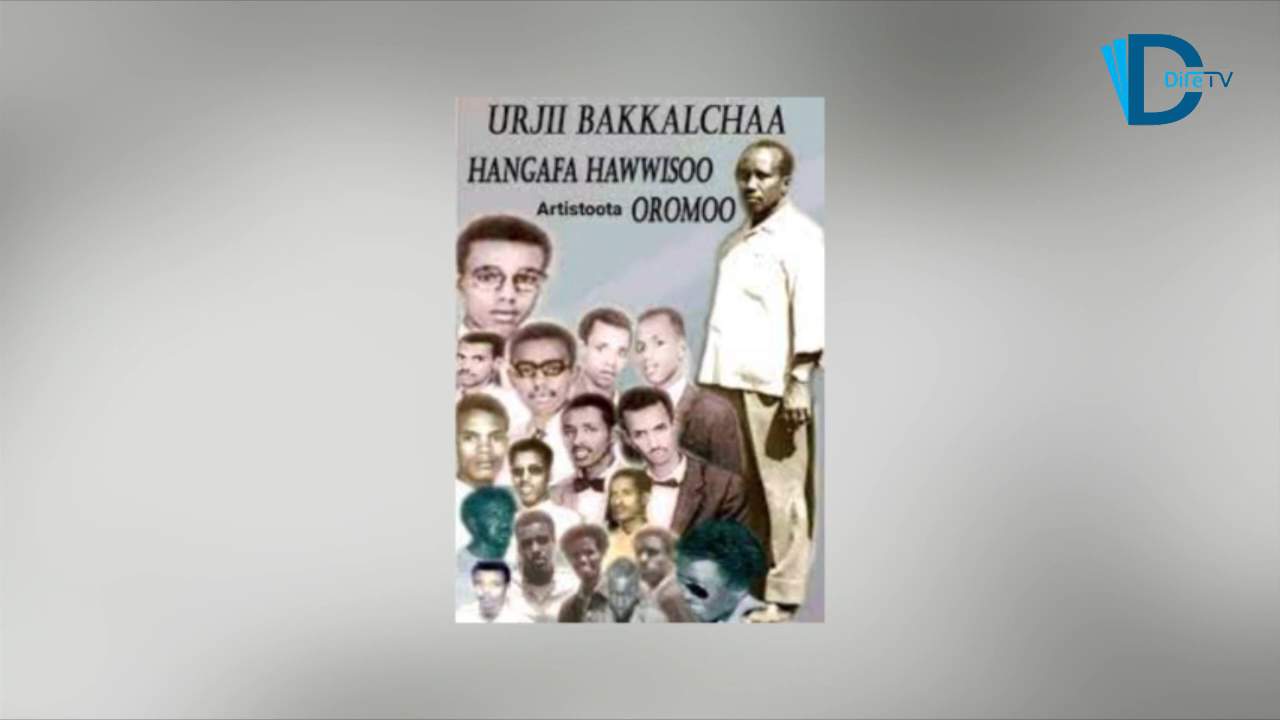 URJII BAKKALCHAA
HANGAFA HAWWISOO
Artistoota OROMOO
DireTV